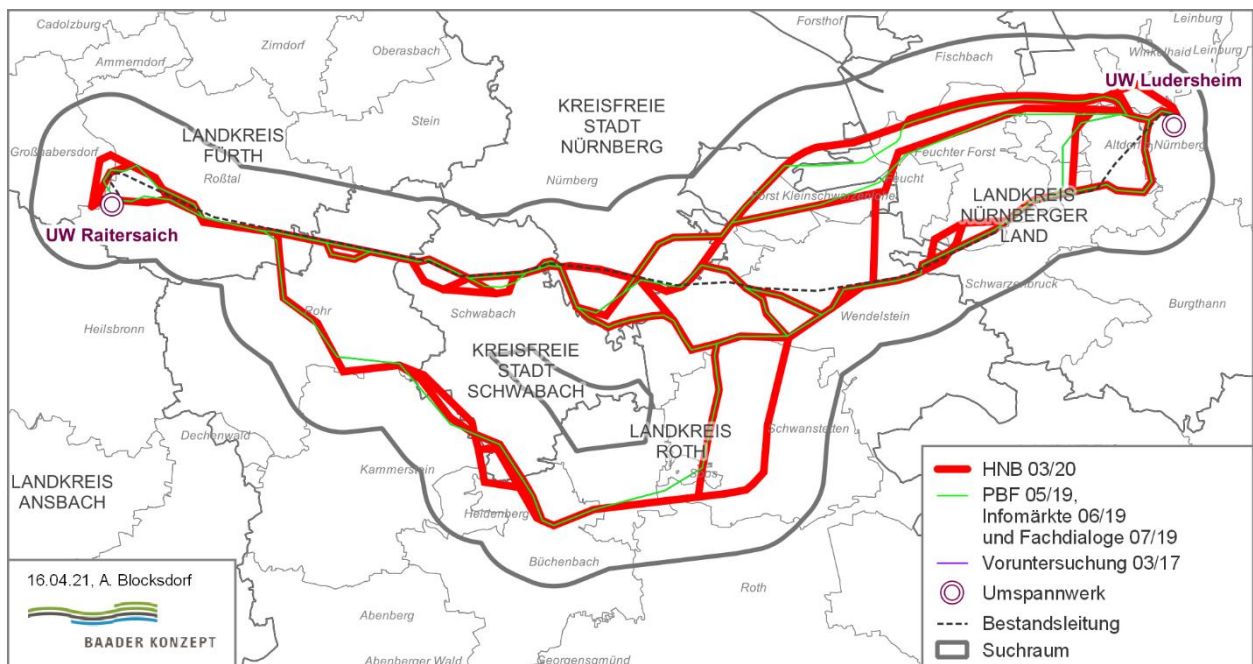 Cadolzburg
Zirndorf
Oberasbach
Ammerndorf
Forsthof
Leinburg
Fischbach
Winkelhaid
Leinburg
UW Ludersheim
Stein
KREISFREIE
STADT
NÜRNBERG
LANDKREIS
FÜRTH
Großhabersdorf
Roßtal
Nürnberg
Feuchter Forst
Feucht
Altdorf
Nürnberg
Forst Kleinschwarzenlohe
LANDKREIS
NÜRNBERGER
LAND
UW Raitersaich
Schwarzenbruck
Burgthann
Heilsbronn
Rohr
Schwabach
Wendelstein
KREISFREIE
STADT
SCHWABACH
LANDKREIS
ROTH
Schwanstetten
Dechenwald
Kammerstein
LANDKREIS
ANSBACH
Heidenberg
Büchenbach
Roth
Abenberg
Abenberger Wald
Georgensgmünd
HNB 03/20
PBF 05/19,
Infomärkte 06/19
und Fachdialoge 07/19
Voruntersuchung 03/17
Umspannwerk
Bestandsleitung
Suchraum
16.04.21, A. Blocksdorf
BAADER KONZEPT